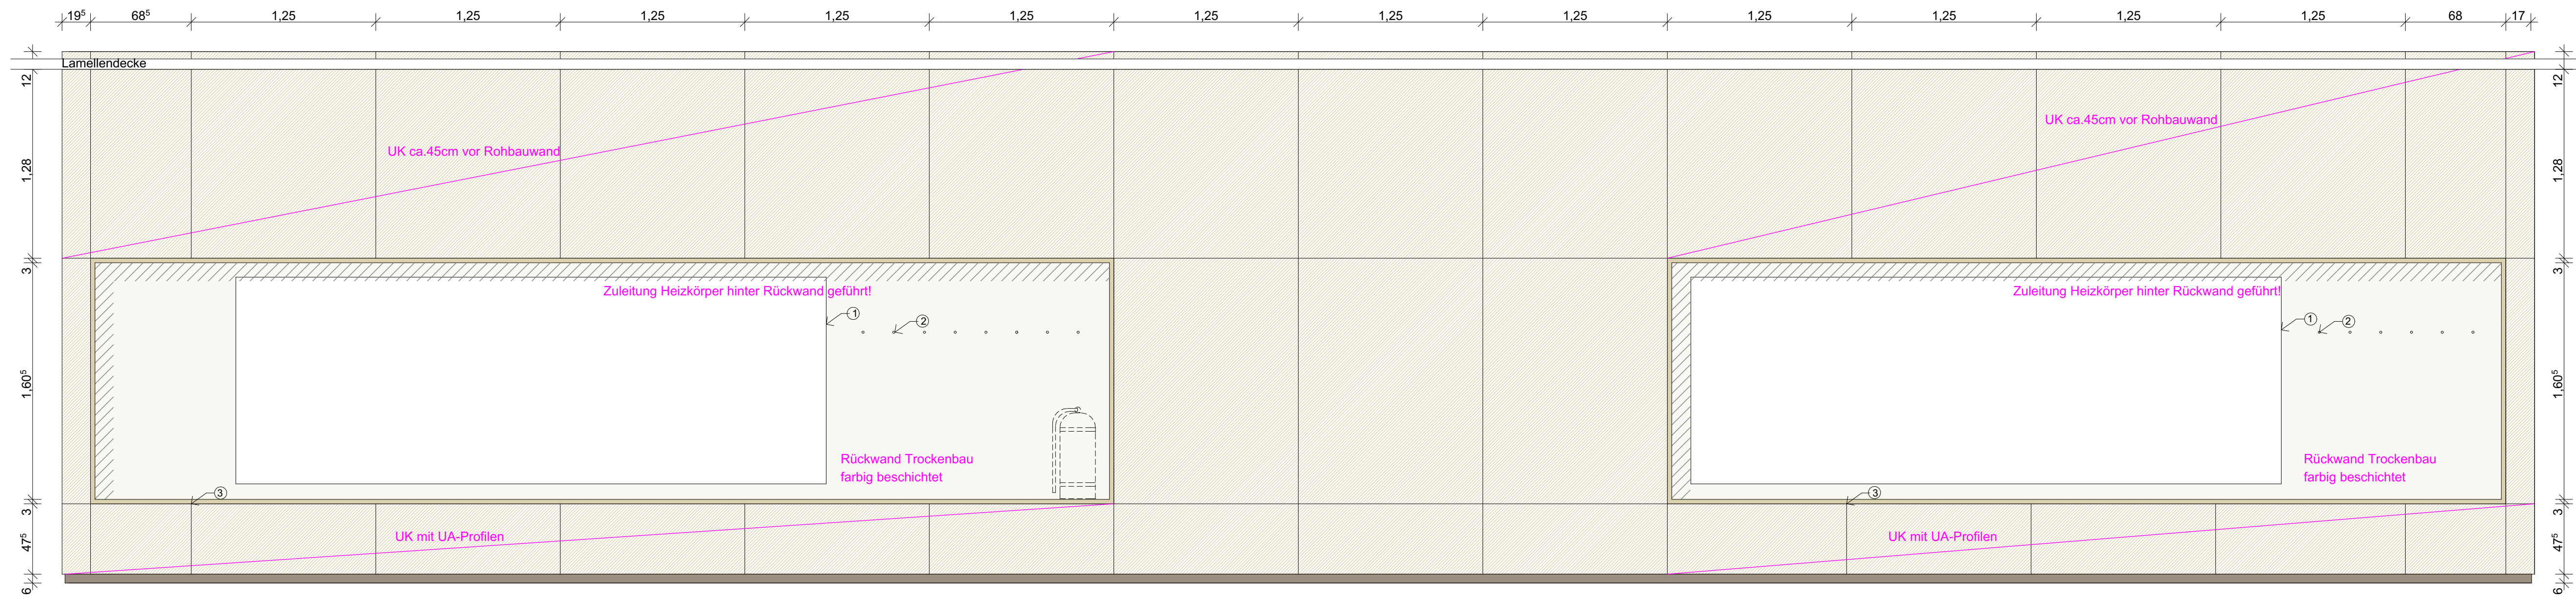 19⁵ 68⁵ 1,25 1,25 1,25 1,25 1,25 1,25 1,25 1,25 1,25 1,25 1,25 1,25 68 17
Lamellendecke
12 12
UK ca.45cm vor Rohbauwand UK ca.45cm vor Rohbauwand
1,28 1,28
3 3
Zuleitung Heizkörper hinter Rückwand geführt! Zuleitung Heizkörper hinter Rückwand geführt!
1 2 1 2
1,60⁵ 1,60⁵
Rückwand Trockenbau Rückwand Trockenbau
farbig beschichtet farbig beschichtet
3 3
3 3
UK mit UA-Profilen UK mit UA-Profilen
47⁵ 47⁵
6 6